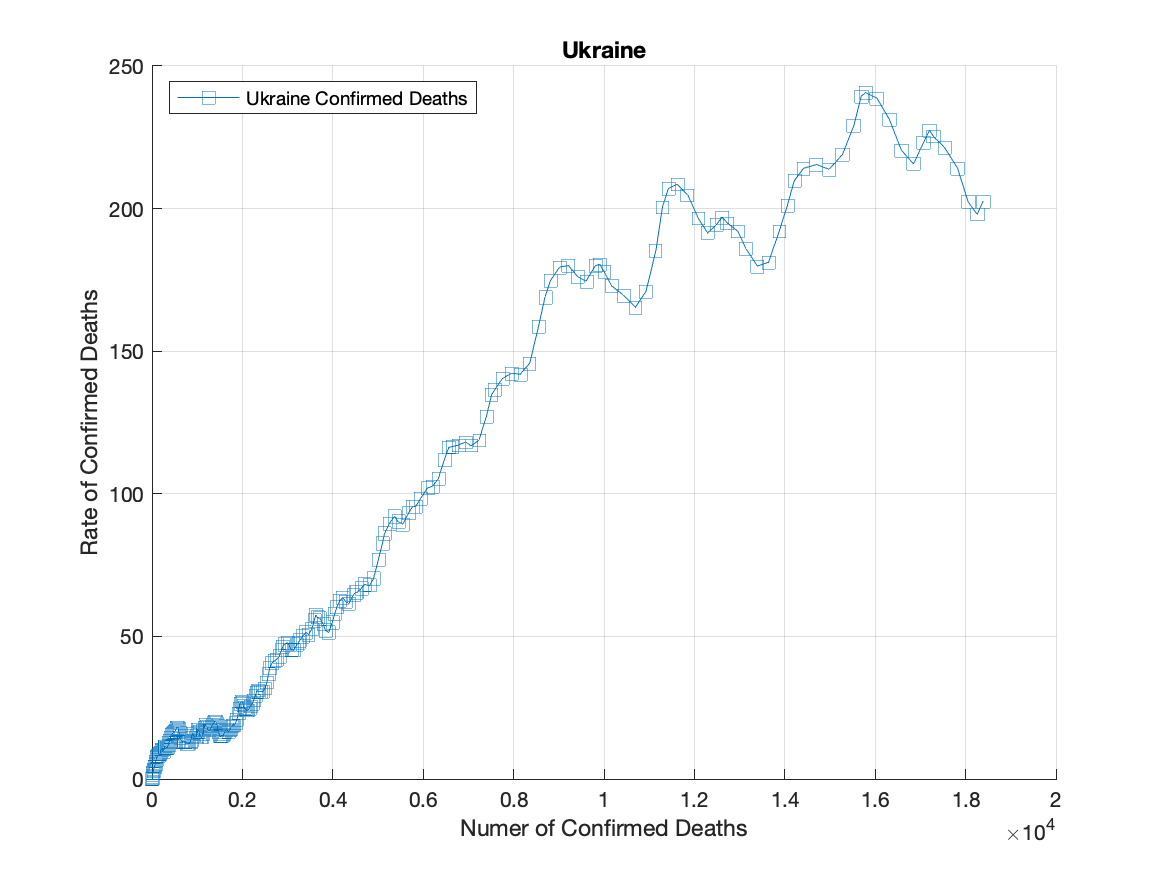 Ukraine
250
Ukraine Confirmed Deaths
200
150
100
50
0
Rate of Confirmed Deaths
0 0.2 0.4 0.6 0.8 1 1.2 1.4 1.6 1.8 2
Numer of Confirmed Deaths
×10⁴